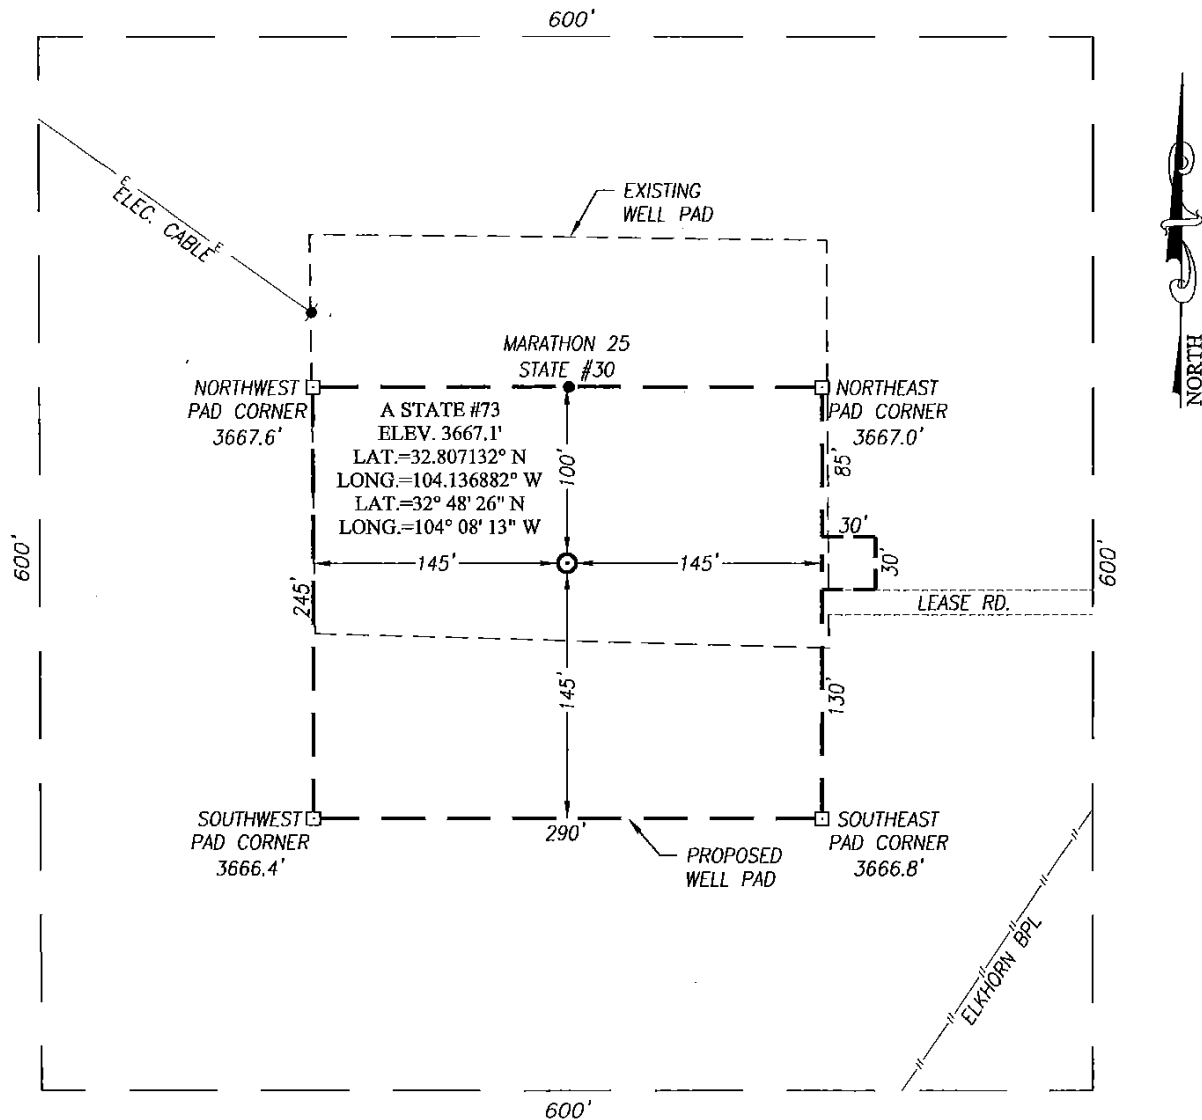 600'
E
ELEC. CABLE
E
EXISTING
WELL PAD
NORTH
MARATHON 25
STATE #30
NORTHWEST
PAD CORNER
3667.6'
NORTHEAST
PAD CORNER
3667.0'
A STATE #73
ELEV. 3667.1'
LAT.=32.807132° N
LONG.=104.136882° W
LAT.=32° 48' 26" N
LONG.=104° 08' 13" W
100'
85'
30'
30'
600'
145'
145'
600'
245'
LEASE RD.
145'
130'
SOUTHWEST
PAD CORNER
3666.4'
290'
PROPOSED
WELL PAD
SOUTHEAST
PAD CORNER
3666.8'
ELKHORN BPL
600'